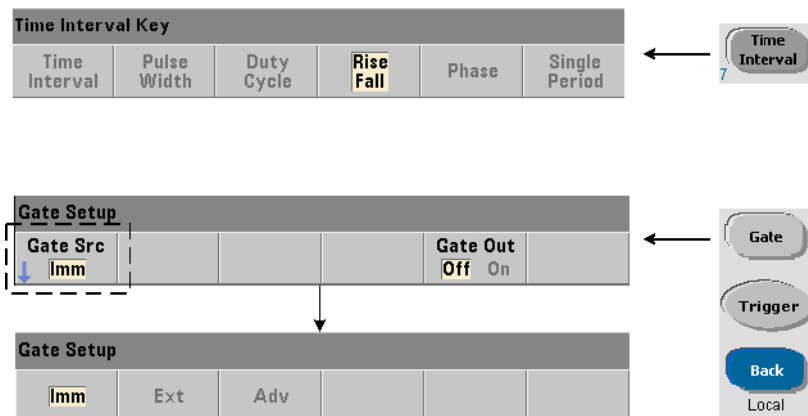 Time Interval Key
Time Interval
Pulse Width
Duty Cycle
Rise Fall
Phase
Single Period
Time Interval
7
Gate Setup
Gate Src
Imm
Gate Out
Off On
Gate
Trigger
Back
Local
Gate Setup
Imm
Ext
Adv